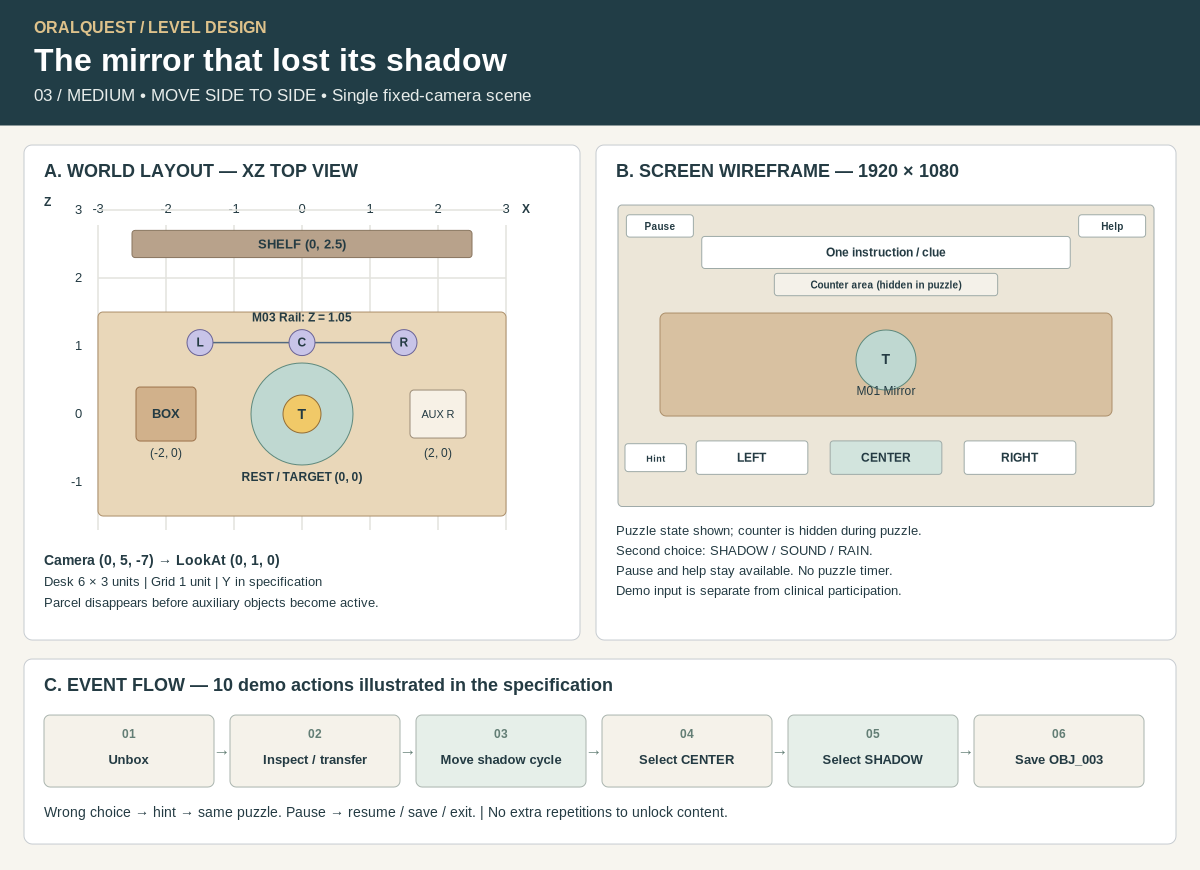 ORALQUEST / LEVEL DESIGN
The mirror that lost its shadow
03 / MEDIUM • MOVE SIDE TO SIDE • Single fixed-camera scene
A. WORLD LAYOUT — XZ TOP VIEW
Z
3 -3 -2 -1 0 1 2 3 X
SHELF (0, 2.5)
2
M03 Rail: Z = 1.05
1
L C R
0
BOX
T
AUX R
(-2, 0)
(2, 0)
REST / TARGET (0, 0)
-1
Camera (0, 5, -7) → LookAt (0, 1, 0)
Desk 6 × 3 units | Grid 1 unit | Y in specification
Parcel disappears before auxiliary objects become active.
B. SCREEN WIREFRAME — 1920 × 1080
Pause
Help
One instruction / clue
Counter area (hidden in puzzle)
T
M01 Mirror
Hint
LEFT
CENTER
RIGHT
Puzzle state shown; counter is hidden during puzzle.
Second choice: SHADOW / SOUND / RAIN.
Pause and help stay available. No puzzle timer.
Demo input is separate from clinical participation.
C. EVENT FLOW — 10 demo actions illustrated in the specification
01
Unbox
→
02
Inspect / transfer
→
03
Move shadow cycle
→
04
Select CENTER
→
05
Select SHADOW
→
06
Save OBJ_003
Wrong choice → hint → same puzzle. Pause → resume / save / exit. | No extra repetitions to unlock content.